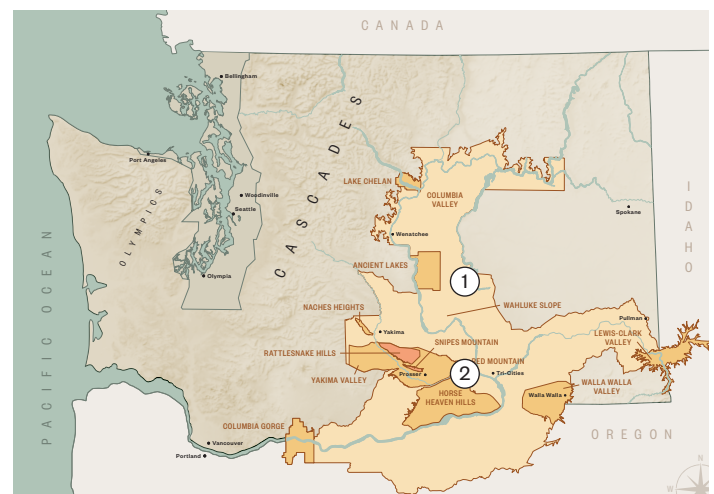 CANADA
Bellingham
CASCADES
Port Angeles
LAKE CHELAN
Woodinville
COLUMBIA
VALLEY
IDAHO
OLYMPICS
Seattle
Spokane
Wenatchee
PACIFIC OCEAN
ANCIENT LAKES
Olympia
1
NACHES HEIGHTS
WAHLUKE SLOPE
Pullman
Yakima
LEWIS-CLARK
VALLEY
SNIPES MOUNTAIN
RATTLESNAKE HILLS
RED MOUNTAIN
Prosser
2
Tri-Cities
YAKIMA VALLEY
WALLA WALLA
VALLEY
HORSE
HEAVEN HILLS
Walla Walla
COLUMBIA GORGE
OREGON
Vancouver
Portland
N
W